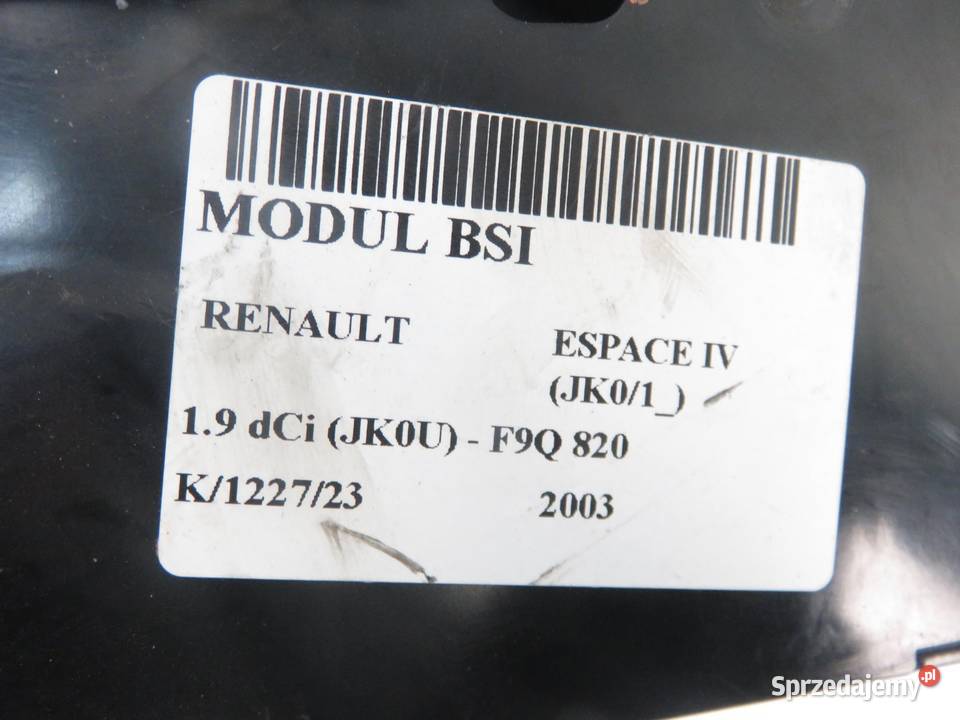 MODUL BSI
RENAULT
ESPACE IV
(JK0/1_)
1.9 dCi (JK0U) - F9Q 820
K/1227/23
2003
Sprzedajemy.pl